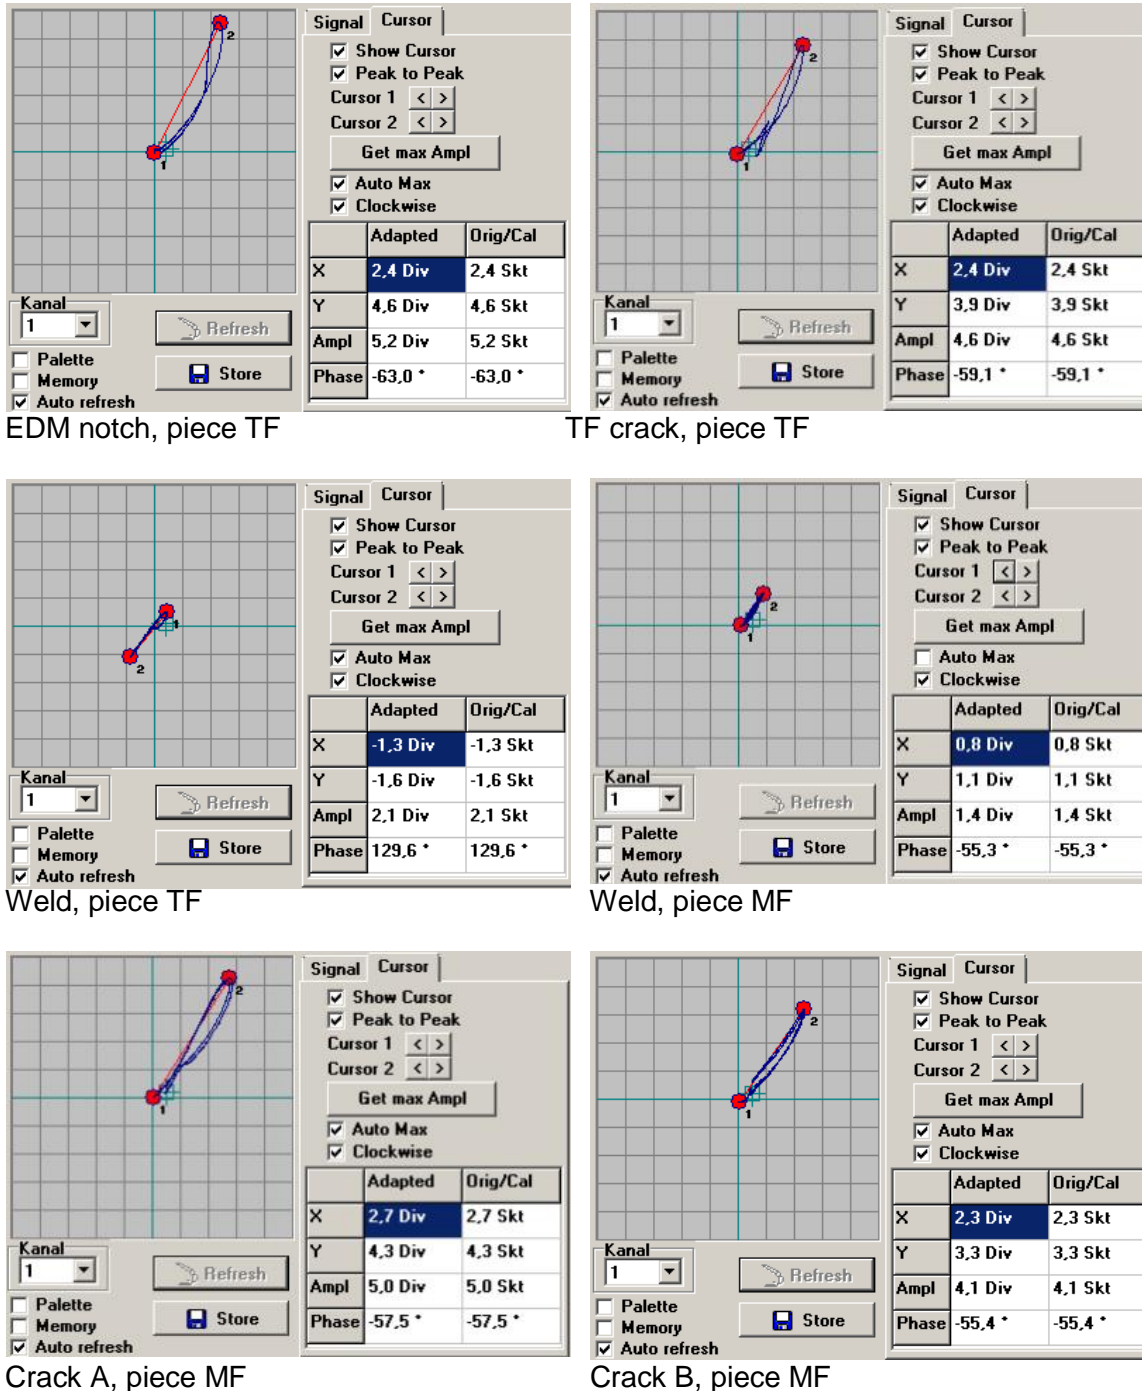 Signal Cursor
Show Cursor
Peak to Peak
Cursor 1 < >
Cursor 2 < >
Get max Ampl
Auto Max
Clockwise
Adapted Orig/Cal
X 2,4 Div 2,4 Skt
Y 4,6 Div 4,6 Skt
Ampl 5,2 Div 5,2 Skt
Phase -63,0 ° -63,0 °
1
2
Kanal
1
Refresh
Palette
Memory
Store
Auto refresh
EDM notch, piece TF
Signal Cursor
Show Cursor
Peak to Peak
Cursor 1 < >
Cursor 2 < >
Get max Ampl
Auto Max
Clockwise
Adapted Orig/Cal
X 2,4 Div 2,4 Skt
Y 3,9 Div 3,9 Skt
Ampl 4,6 Div 4,6 Skt
Phase -59,1 ° -59,1 °
1
2
Kanal
1
Refresh
Palette
Memory
Store
Auto refresh
TF crack, piece TF
Signal Cursor
Show Cursor
Peak to Peak
Cursor 1 < >
Cursor 2 < >
Get max Ampl
Auto Max
Clockwise
Adapted Orig/Cal
X -1,3 Div -1,3 Skt
Y -1,6 Div -1,6 Skt
Ampl 2,1 Div 2,1 Skt
Phase 129,6 ° 129,6 °
1
2
Kanal
1
Refresh
Palette
Memory
Store
Auto refresh
Weld, piece TF
Signal Cursor
Show Cursor
Peak to Peak
Cursor 1 < >
Cursor 2 < >
Get max Ampl
Auto Max
Clockwise
Adapted Orig/Cal
X 0,8 Div 0,8 Skt
Y 1,1 Div 1,1 Skt
Ampl 1,4 Div 1,4 Skt
Phase -55,3 ° -55,3 °
1
2
Kanal
1
Refresh
Palette
Memory
Store
Auto refresh
Weld, piece MF
Signal Cursor
Show Cursor
Peak to Peak
Cursor 1 < >
Cursor 2 < >
Get max Ampl
Auto Max
Clockwise
Adapted Orig/Cal
X 2,7 Div 2,7 Skt
Y 4,3 Div 4,3 Skt
Ampl 5,0 Div 5,0 Skt
Phase -57,5 ° -57,5 °
1
2
Kanal
1
Refresh
Palette
Memory
Store
Auto refresh
Crack A, piece MF
Signal Cursor
Show Cursor
Peak to Peak
Cursor 1 < >
Cursor 2 < >
Get max Ampl
Auto Max
Clockwise
Adapted Orig/Cal
X 2,3 Div 2,3 Skt
Y 3,3 Div 3,3 Skt
Ampl 4,1 Div 4,1 Skt
Phase -55,4 ° -55,4 °
1
2
Kanal
1
Refresh
Palette
Memory
Store
Auto refresh
Crack B, piece MF